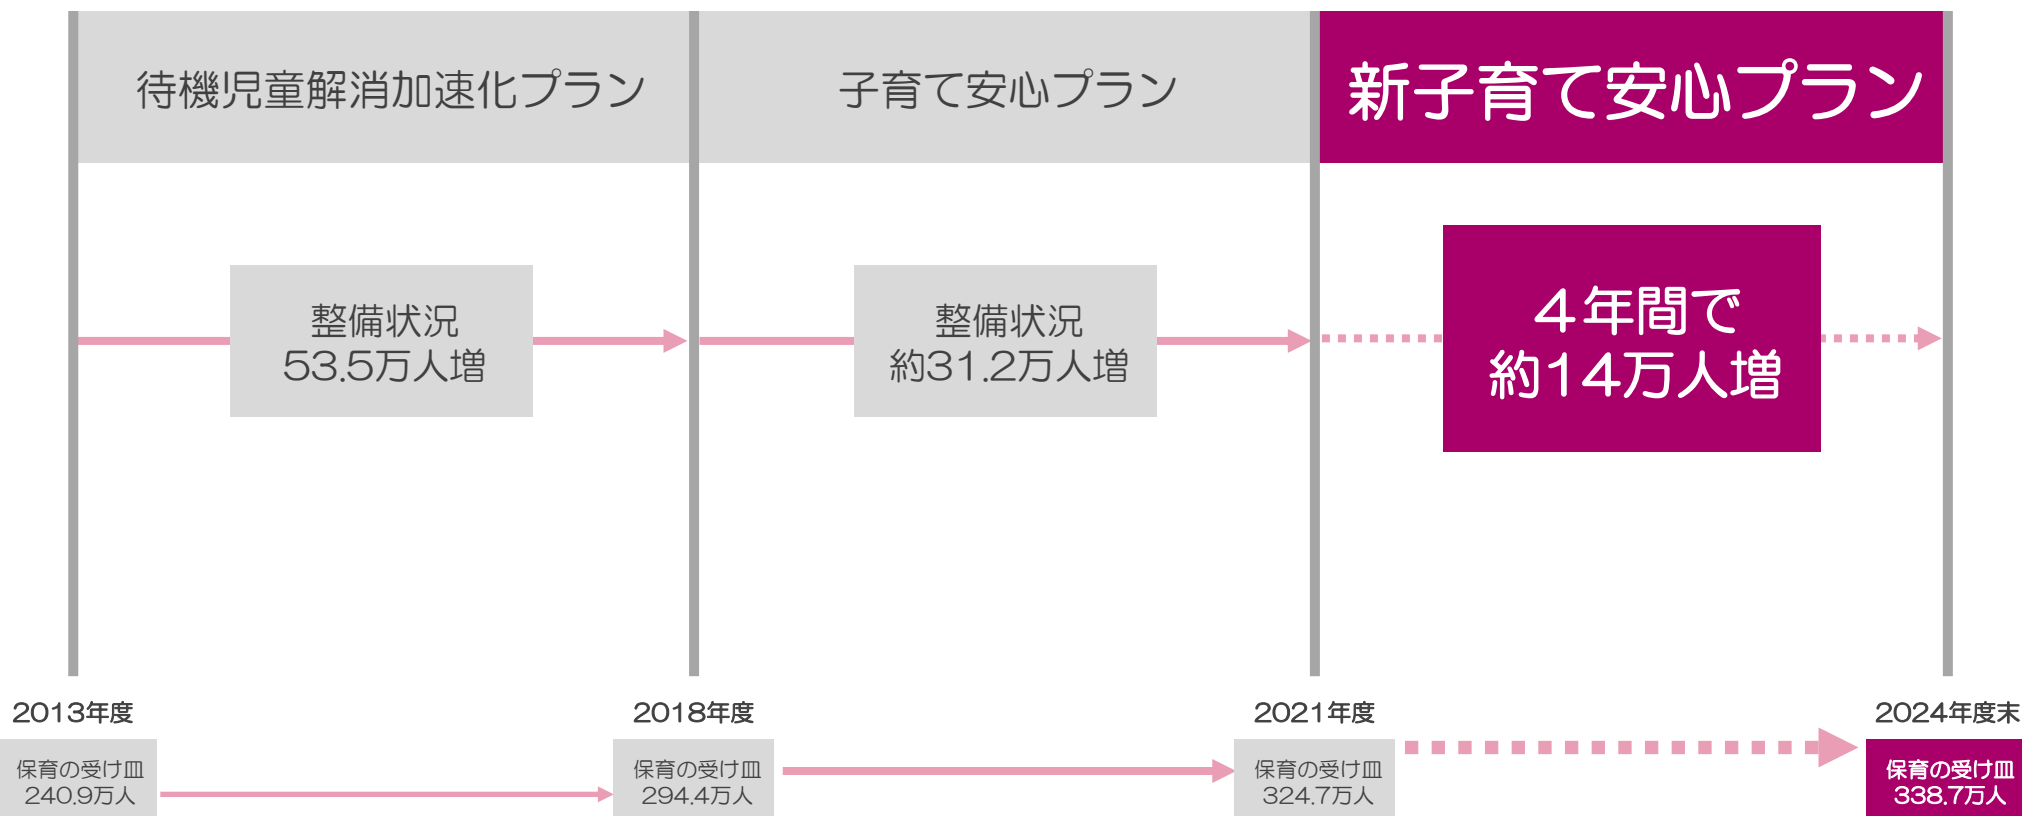 待機児童解消加速化プラン
子育て安心プラン
新子育て安心プラン
整備状況
53.5万人増
整備状況
約31.2万人増
４年間で
約14万人増
2013年度
2018年度
2021年度
2024年度末
保育の受け皿
240.9万人
保育の受け皿
294.4万人
保育の受け皿
324.7万人
保育の受け皿
338.7万人